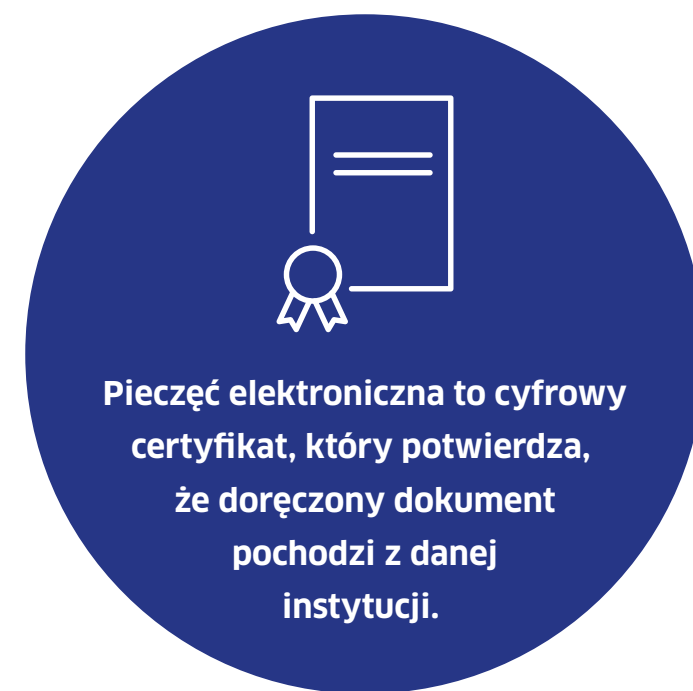 Pieczęć elektroniczna to cyfrowy
certyfikat, który potwierdza,
że doręczony dokument
pochodzi z danej
instytucji.